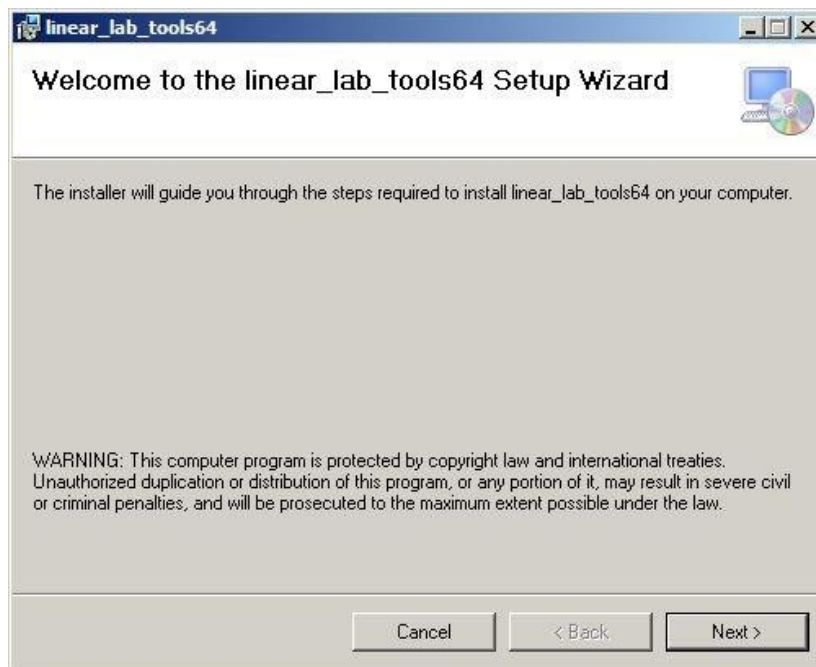 linear_lab_tools64
Welcome to the linear_lab_tools64 Setup Wizard
The installer will guide you through the steps required to install linear_lab_tools64 on your computer.
WARNING: This computer program is protected by copyright law and international treaties.
Unauthorized duplication or distribution of this program, or any portion of it, may result in severe civil
or criminal penalties, and will be prosecuted to the maximum extent possible under the law.
Cancel
< Back
Next >